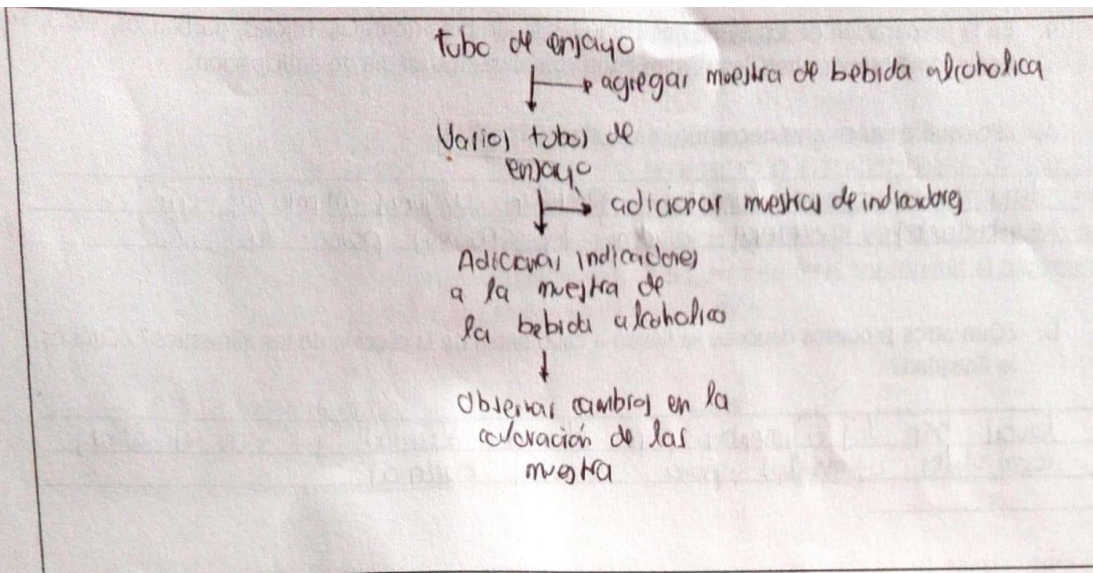 tubo de ensayo
agregar muestra de bebida alcoholica
Varios tubos de
ensayo
adicionar muestras de indicadores
Adicionar indicadores
a la muestra de
la bebida alcoholica
Observar cambios en la
coloración de las
muestra